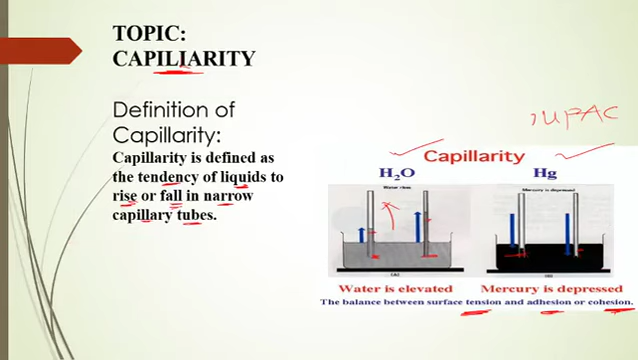 TOPIC:
CAPILIARITY
Definition of
Capillarity:
Capillarity is defined as
the tendency of liquids to
rise or fall in narrow
capillary tubes.
IUPAC
Capillarity
H₂O Hg
Water rises Mercury is depressed
(A) (B)
Water is elevated Mercury is depressed
The balance between surface tension and adhesion or cohesion.